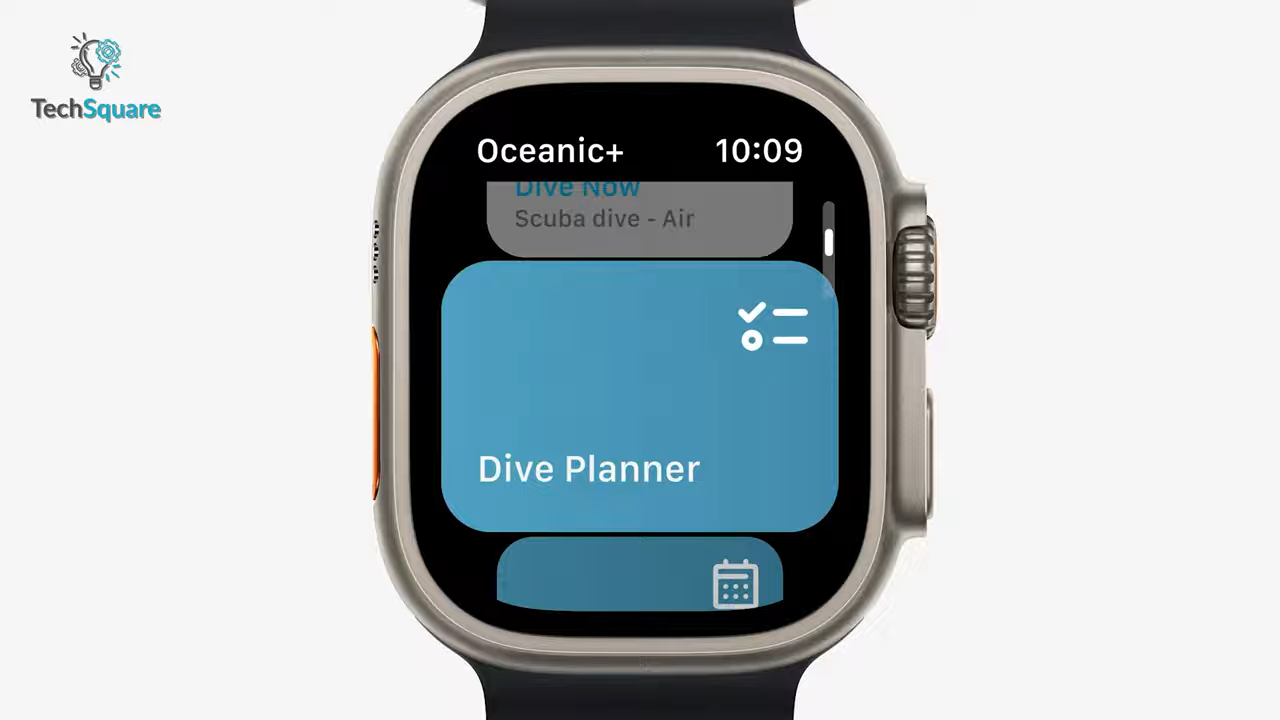 TechSquare
Oceanic+ 10:09
Dive Now
Scuba dive - Air
Dive Planner